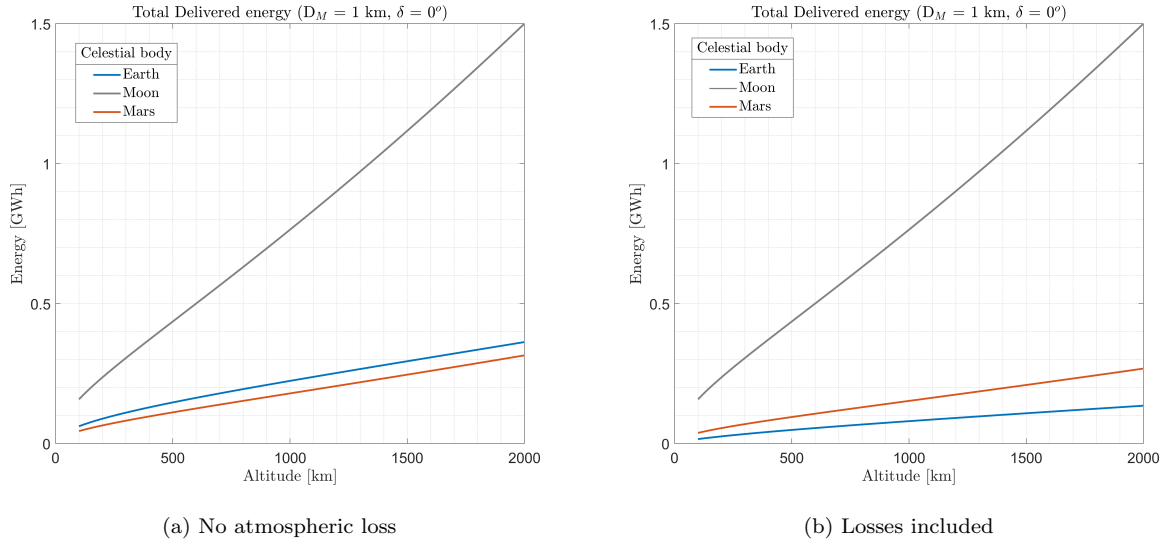 Total Delivered energy (D_M = 1 km, δ = 0°)
Celestial body
Earth
Moon
Mars
1.5
1
0.5
0
Energy [GWh]
0 500 1000 1500 2000
Altitude [km]
(a) No atmospheric loss
Total Delivered energy (D_M = 1 km, δ = 0°)
Celestial body
Earth
Moon
Mars
1.5
1
0.5
0
Energy [GWh]
0 500 1000 1500 2000
Altitude [km]
(b) Losses included